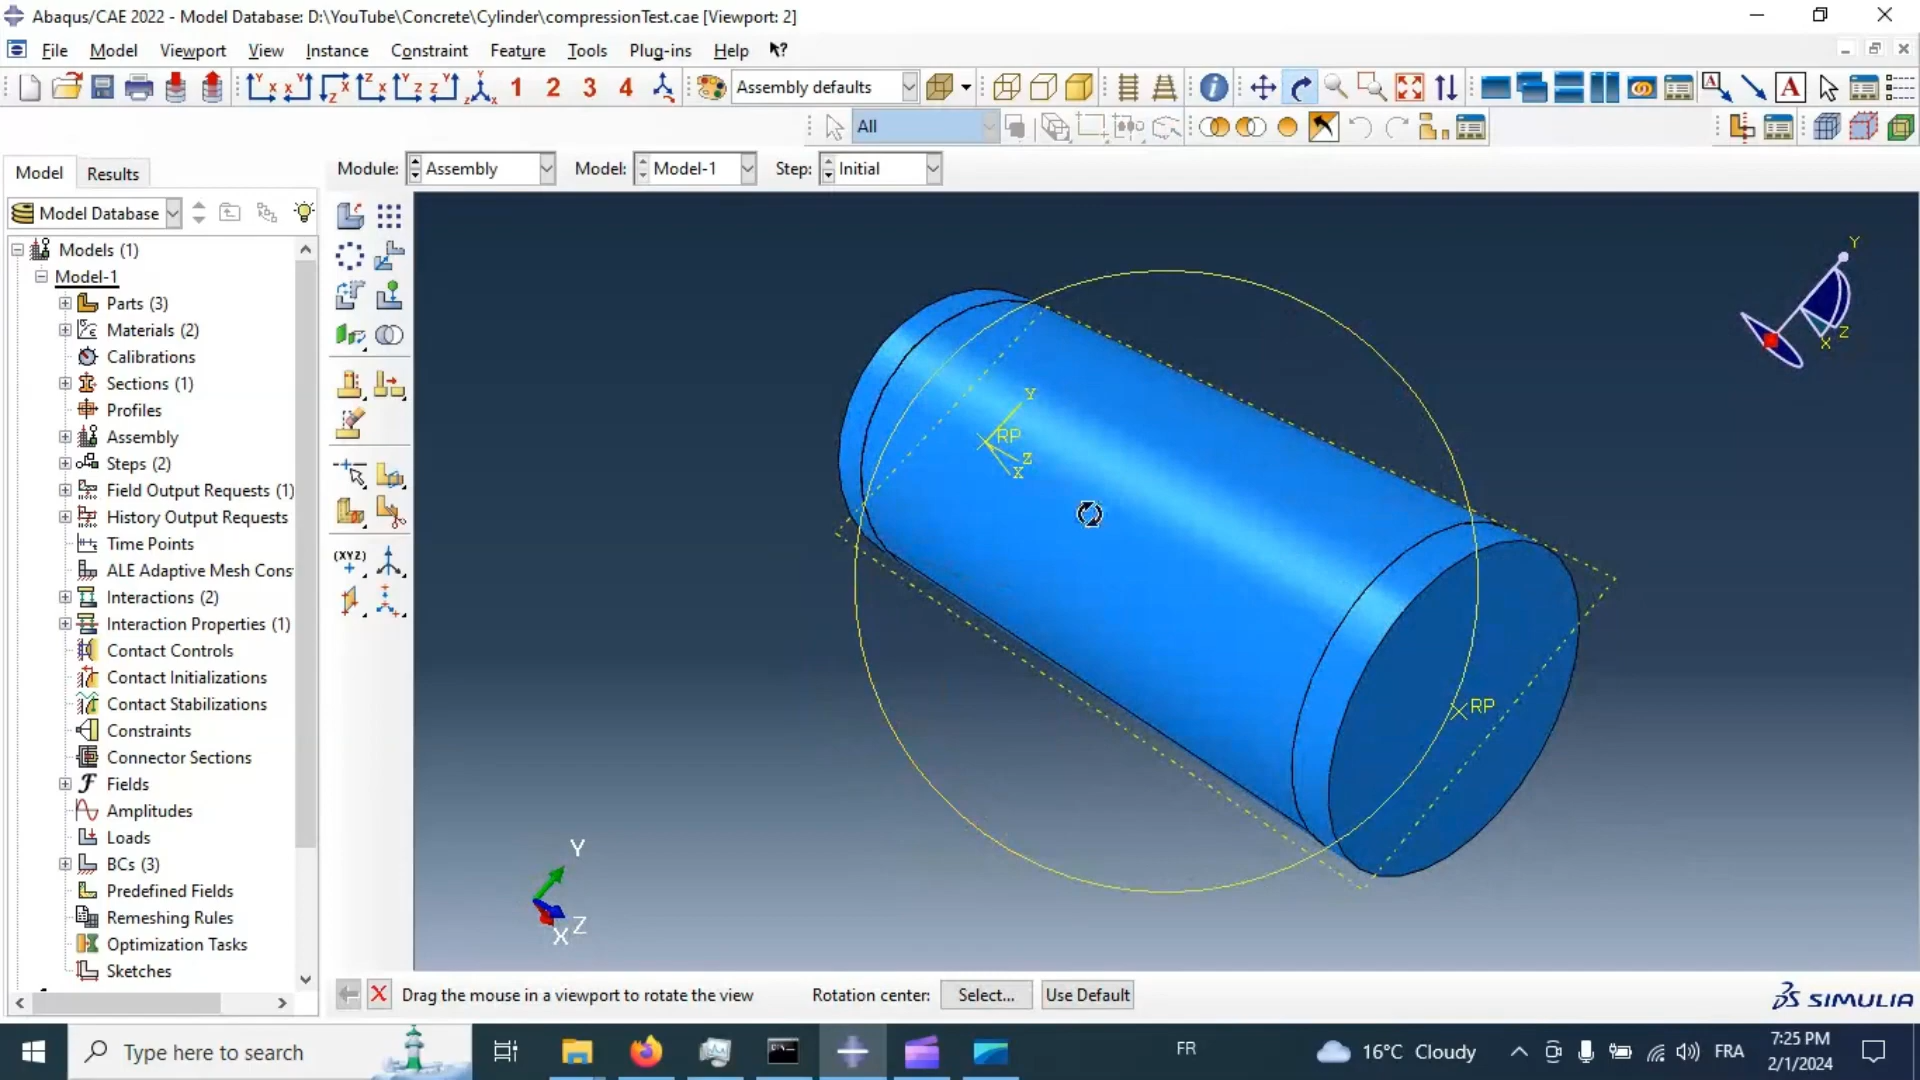 Abaqus/CAE 2022 - Model Database: D:\YouTube\Concrete\Cylinder\compressionTest.cae [Viewport: 2]
File Model Viewport View Instance Constraint Feature Tools Plug-ins Help
1 2 3 4 Assembly defaults
All
Model Results Module: Assembly Model: Model-1 Step: Initial
Model Database
Models (1)
Model-1
Parts (3)
Materials (2)
Calibrations
Sections (1)
Profiles
Assembly
Steps (2)
Field Output Requests (1)
History Output Requests
Time Points
ALE Adaptive Mesh Cons
Interactions (2)
Interaction Properties (1)
Contact Controls
Contact Initializations
Contact Stabilizations
Constraints
Connector Sections
Fields
Amplitudes
Loads
BCs (3)
Predefined Fields
Remeshing Rules
Optimization Tasks
Sketches
(XYZ)
Y
Z
X
Y
RP
Z
X
RP
Y
Z
X
Drag the mouse in a viewport to rotate the view Rotation center: Select... Use Default
SIMULIA
Type here to search
FR
16°C Cloudy
FRA
7:25 PM
2/1/2024